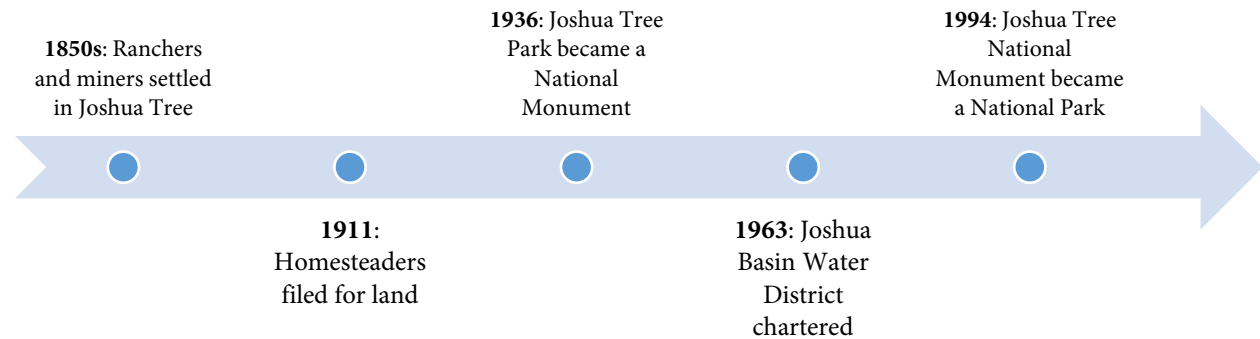 1850s: Ranchers
and miners settled
in Joshua Tree
1911:
Homesteaders
filed for land
1936: Joshua Tree
Park became a
National
Monument
1963: Joshua
Basin Water
District
chartered
1994: Joshua Tree
National
Monument became
a National Park